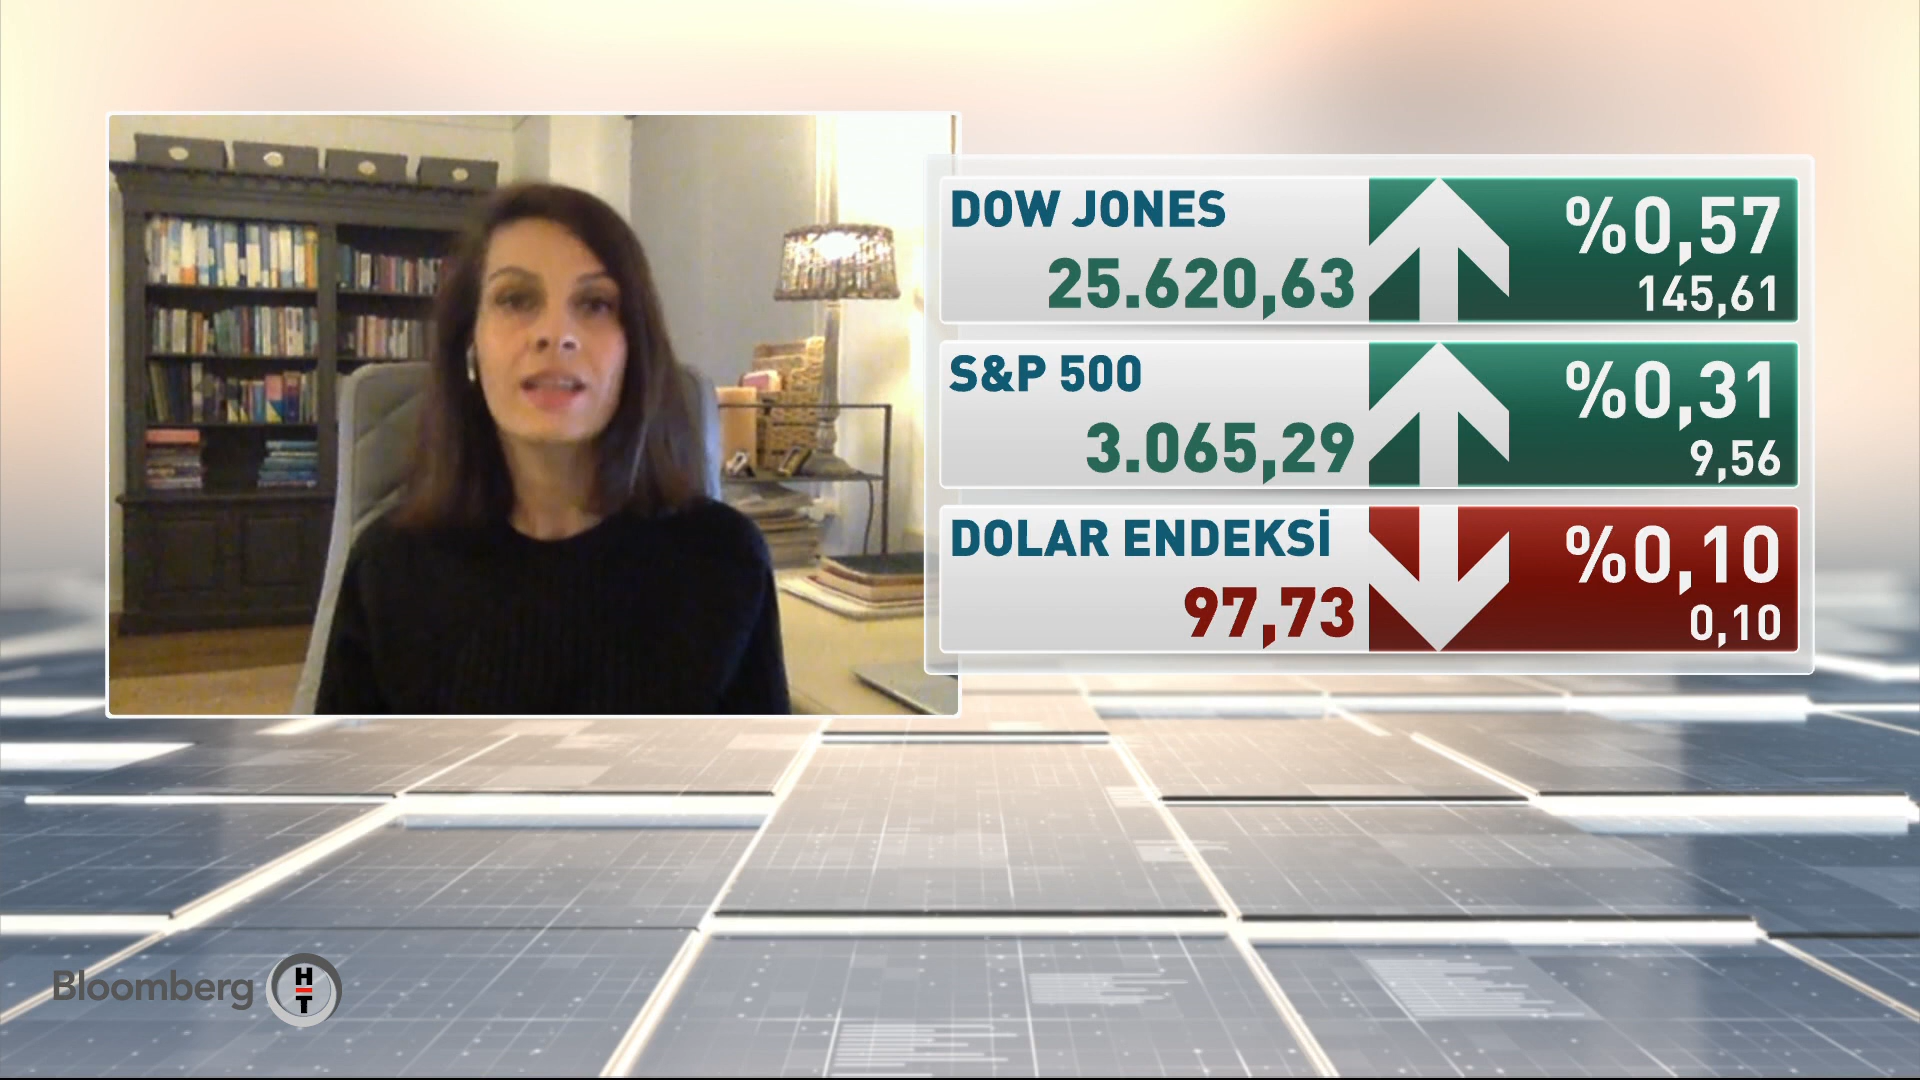 DOW JONES
25.620,63
%0,57
145,61
S&P 500
3.065,29
%0,31
9,56
DOLAR ENDEKSİ
97,73
%0,10
0,10
Bloomberg HT